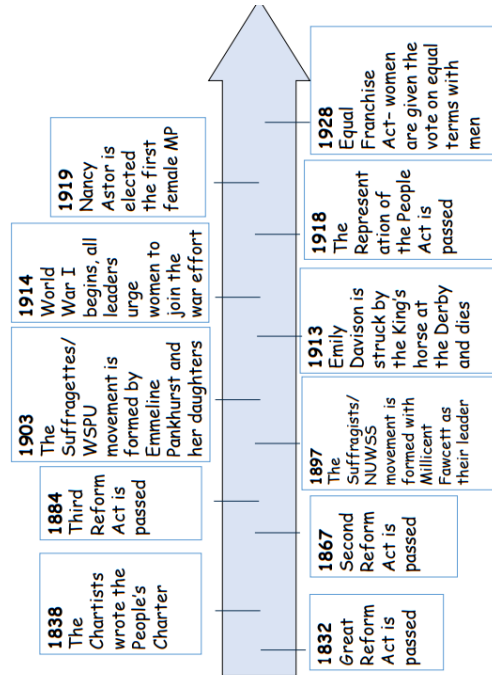 1838
The
Chartists
wrote the
People's
Charter
1884
Third
Reform
Act is
passed
1903
The
Suffragettes/
WSPU
movement is
formed by
Emmeline
Pankhurst and
her daughters
1914
World
War I
begins, all
leaders
urge
women to
join the
war effort
1919
Nancy
Astor is
elected
the first
female MP
1832
Great
Reform
Act is
passed
1867
Second
Reform
Act is
passed
1897
The
Suffragists/
NUWSS
movement is
formed with
Millicent
Fawcett as
their leader
1913
Emily
Davison is
struck by
the King's
horse at
the Derby
and dies
1918
The
Represent
ation of
the People
Act is
passed
1928
Equal
Franchise
Act- women
are given the
vote on equal
terms with
men